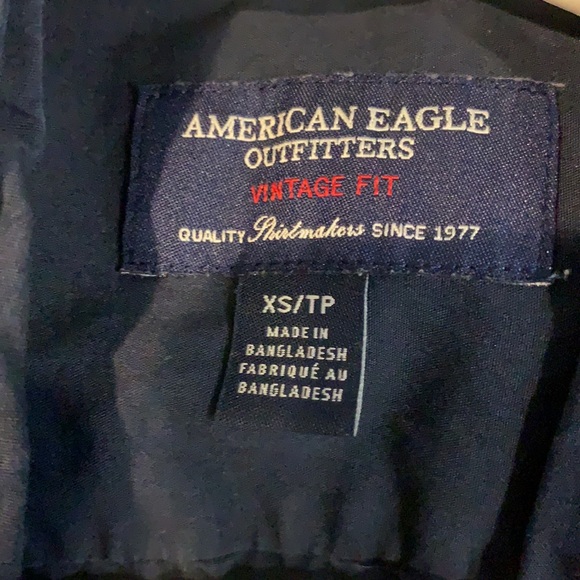 AMERICAN EAGLE
OUTFITTERS
VINTAGE FIT
QUALITY Shirtmakers SINCE 1977
XS/TP
MADE IN
BANGLADESH
FABRIQUÉ AU
BANGLADESH